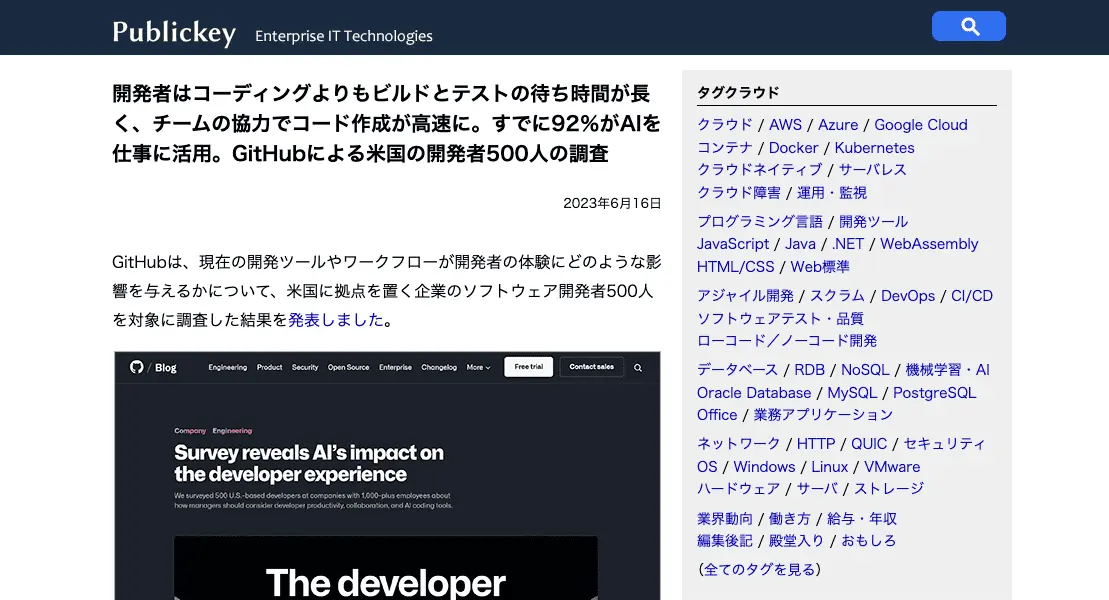 Publickey Enterprise IT Technologies
開発者はコーディングよりもビルドとテストの待ち時間が長
く、チームの協力でコード作成が高速に。すでに92%がAIを
仕事に活用。GitHubによる米国の開発者500人の調査
2023年6月16日
GitHubは、現在の開発ツールやワークフローが開発者の体験にどのような影
響を与えるかについて、米国に拠点を置く企業のソフトウェア開発者500人
を対象に調査した結果を発表しました。
/ Blog Engineering Product Security Open Source Enterprise Changelog More Free trial Contact sales
Company Engineering
Survey reveals AI's impact on
the developer experience
We surveyed 500 U.S.-based developers at companies with 1,000-plus employees about
how managers should consider developer productivity, collaboration, and AI coding tools.
The developer
タグクラウド
クラウド / AWS / Azure / Google Cloud
コンテナ / Docker / Kubernetes
クラウドネイティブ / サーバレス
クラウド障害 / 運用・監視
プログラミング言語 / 開発ツール
JavaScript / Java / .NET / WebAssembly
HTML/CSS / Web標準
アジャイル開発 / スクラム / DevOps / CI/CD
ソフトウェアテスト・品質
ローコード／ノーコード開発
データベース / RDB / NoSQL / 機械学習・AI
Oracle Database / MySQL / PostgreSQL
Office / 業務アプリケーション
ネットワーク / HTTP / QUIC / セキュリティ
OS / Windows / Linux / VMware
ハードウェア / サーバ / ストレージ
業界動向 / 働き方 / 給与・年収
編集後記 / 殿堂入り / おもしろ
（全てのタグを見る）